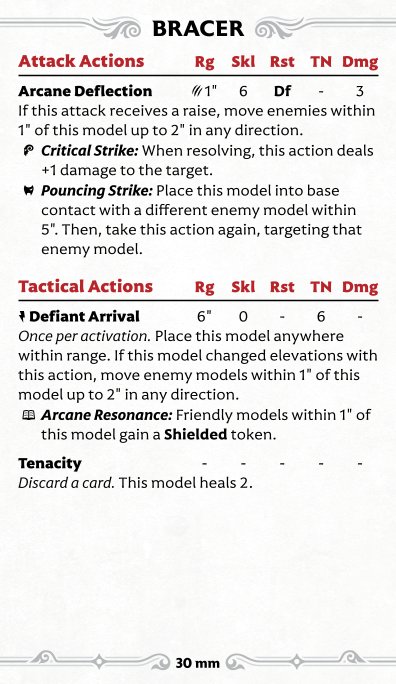 BRACER
Attack Actions Rg Skl Rst TN Dmg
Arcane Deflection 1" 6 Df - 3
If this attack receives a raise, move enemies within
1" of this model up to 2" in any direction.
Critical Strike: When resolving, this action deals
+1 damage to the target.
Pouncing Strike: Place this model into base
contact with a different enemy model within
5". Then, take this action again, targeting that
enemy model.
Tactical Actions Rg Skl Rst TN Dmg
Defiant Arrival 6" 0 - 6 -
Once per activation. Place this model anywhere
within range. If this model changed elevations with
this action, move enemy models within 1" of this
model up to 2" in any direction.
Arcane Resonance: Friendly models within 1" of
this model gain a Shielded token.
Tenacity - - - - -
Discard a card. This model heals 2.
30 mm